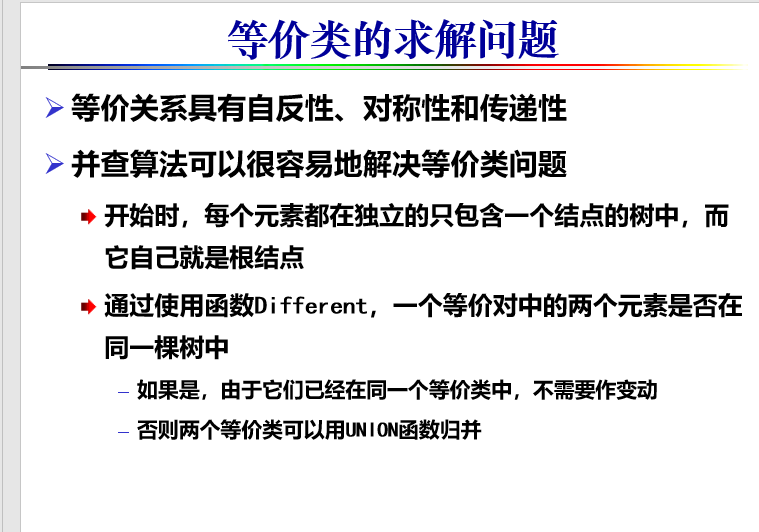 等价类的求解问题
等价关系具有自反性、对称性和传递性
并查算法可以很容易地解决等价类问题
开始时，每个元素都在独立的只包含一个结点的树中，而
它自己就是根结点
通过使用函数Different，一个等价对中的两个元素是否在
同一棵树中
– 如果是，由于它们已经在同一个等价类中，不需要作变动
– 否则两个等价类可以用UNION函数归并